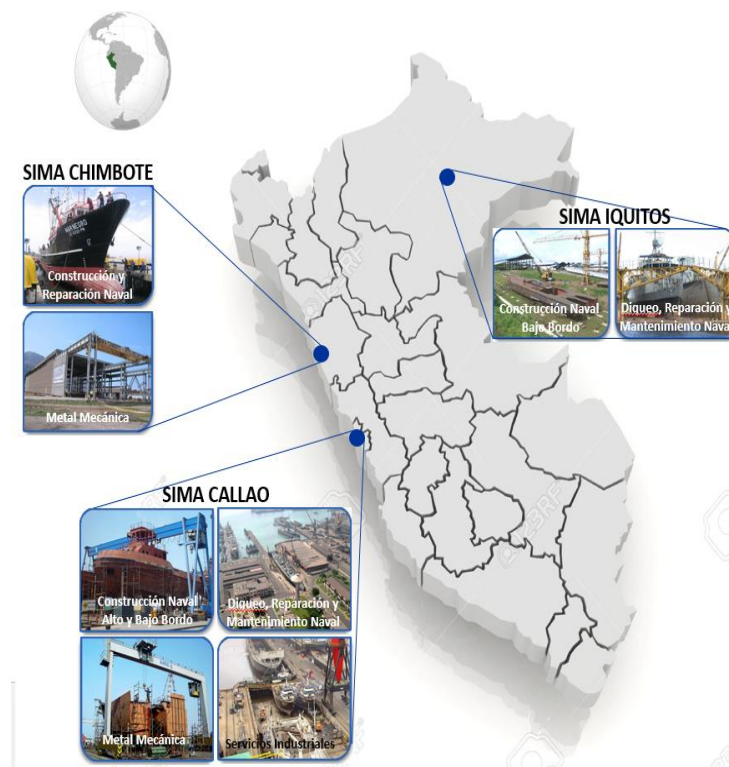 SIMA CHIMBOTE
Construcción y
Reparación Naval
Metal Mecánica
SIMA IQUITOS
Construcción Naval
Bajo Bordo
Diqueo, Reparación y
Mantenimiento Naval
SIMA CALLAO
Construcción Naval
Alto y Bajo Bordo
Diqueo, Reparación y
Mantenimiento Naval
Metal Mecánica
Servicios Industriales